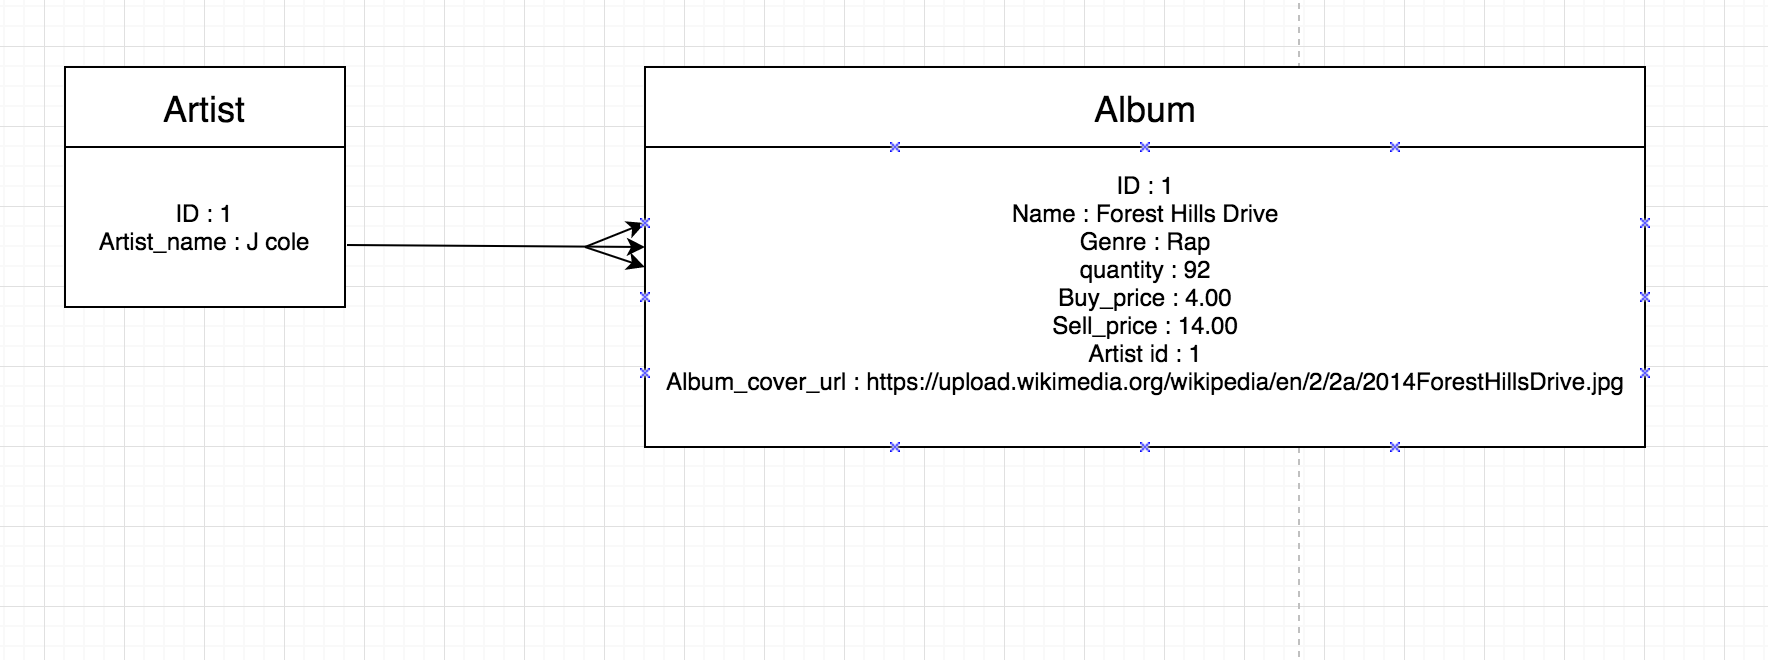 Artist
ID : 1
Artist_name : J cole
Album
ID : 1
Name : Forest Hills Drive
Genre : Rap
quantity : 92
Buy_price : 4.00
Sell_price : 14.00
Artist id : 1
Album_cover_url : https://upload.wikimedia.org/wikipedia/en/2/2a/2014ForestHillsDrive.jpg